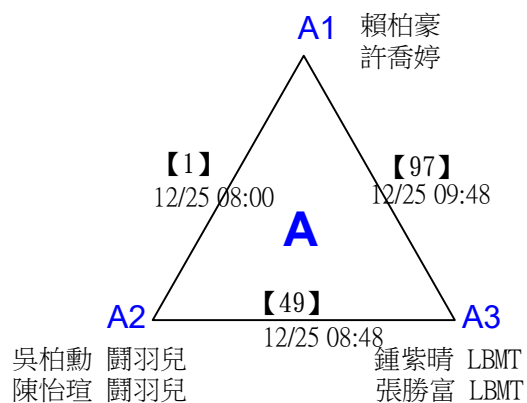 A1
賴柏豪
許喬婷
【1】
12/25 08:00
【97】
12/25 09:48
A
A2
【49】
12/25 08:48
A3
吳柏勳 鬪羽兒
陳怡瑄 鬪羽兒
鍾紫晴 LBMT
張勝富 LBMT